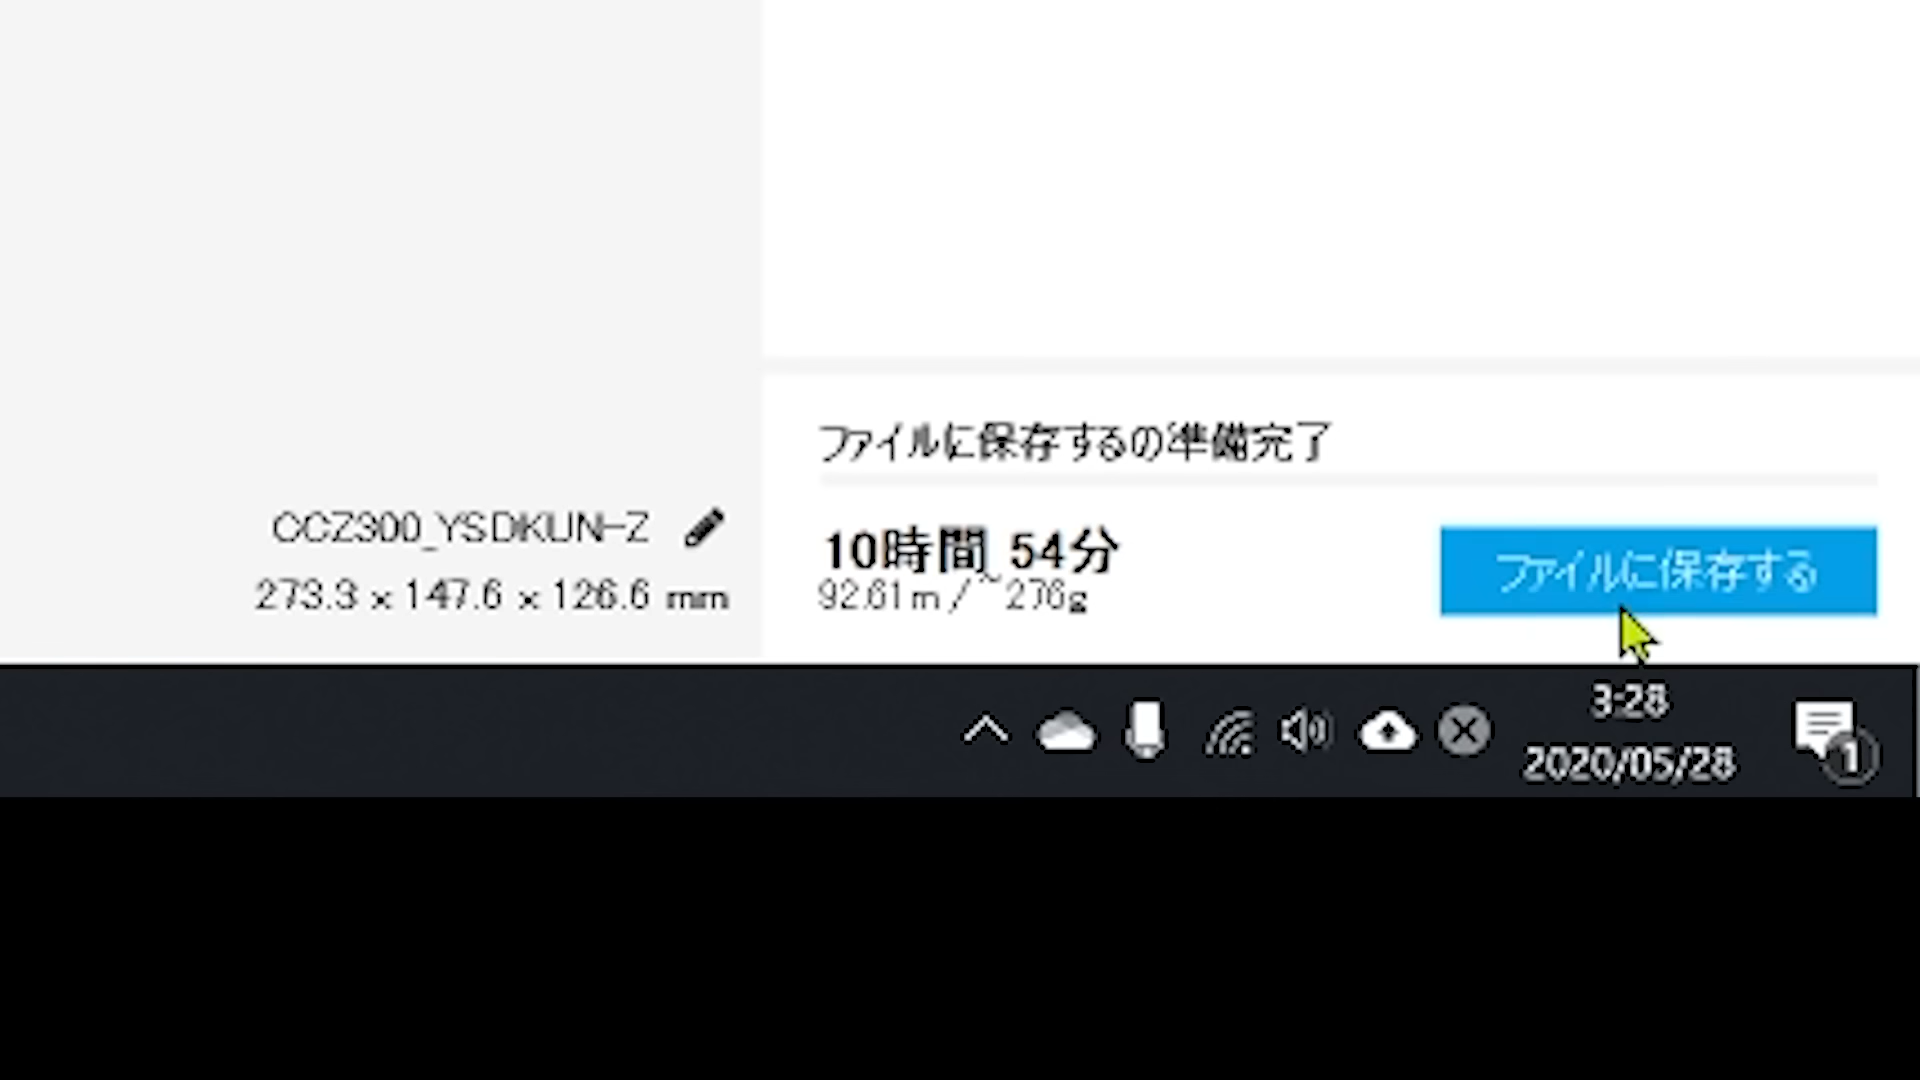 ファイルに保存するの準備完了
CCZ300_YSDKUN-Z
273.3 x 147.6 x 126.6 mm
10時間 54分
92.61m / ~ 276g
ファイルに保存する
3:28
2020/05/28
1